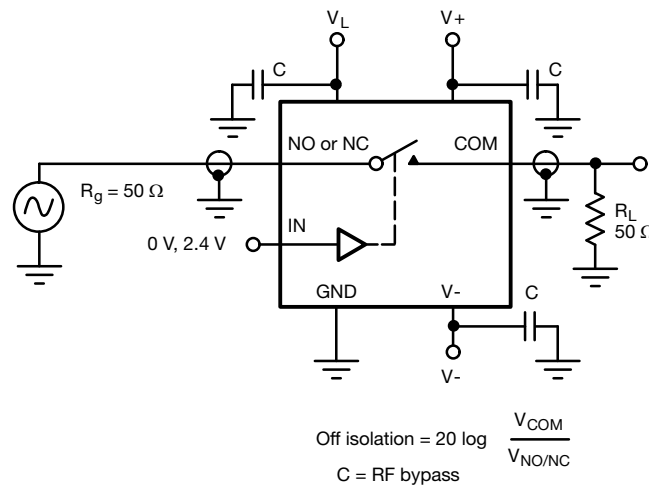 V_L
V+
C
C
NO or NC
COM
R_g = 50 Ω
IN
0 V, 2.4 V
R_L
50 Ω
GND
V-
C
V-
Off isolation = 20 log V_COM / V_NO/NC
C = RF bypass